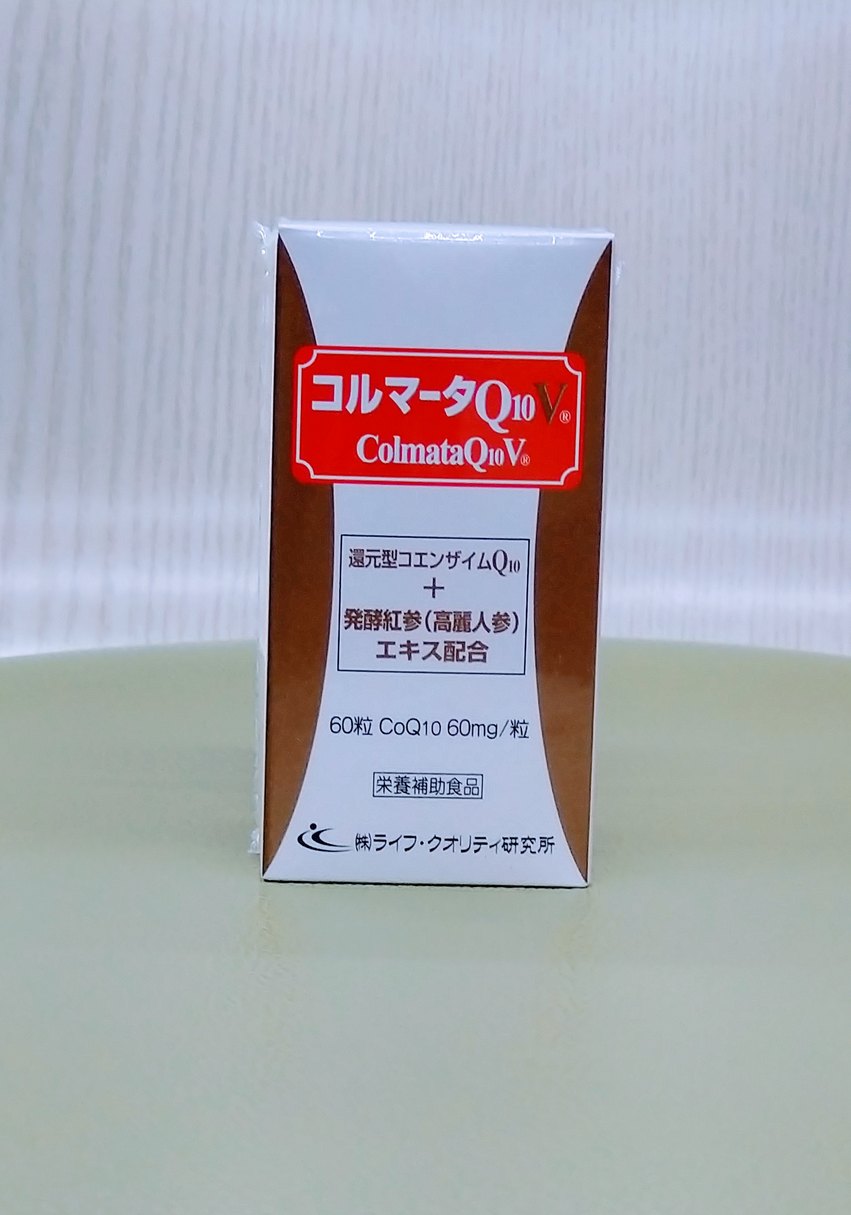 コルマータQ10V®
ColmataQ10V®
還元型コエンザイムQ10
+
発酵紅参(高麗人参)
エキス配合
60粒 CoQ10 60mg/粒
栄養補助食品
㈱ライフ・クオリティ研究所